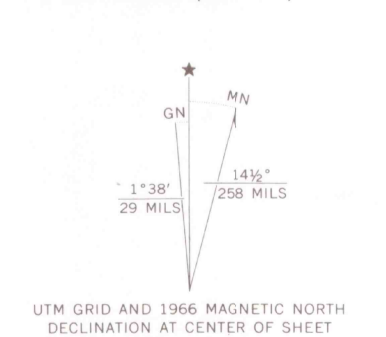 MN
GN
1°38'
29 MILS
14½°
258 MILS
UTM GRID AND 1966 MAGNETIC NORTH
DECLINATION AT CENTER OF SHEET